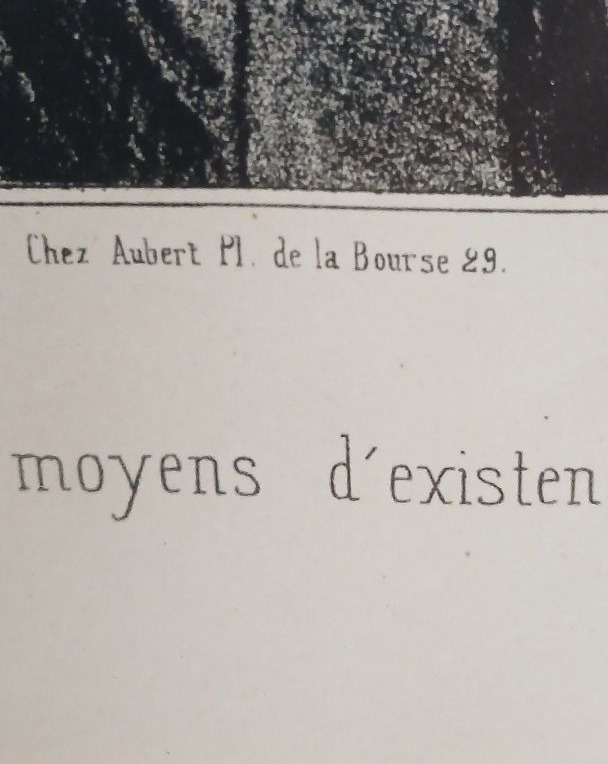 Chez Aubert Pl. de la Bourse 29.
moyens d'existen